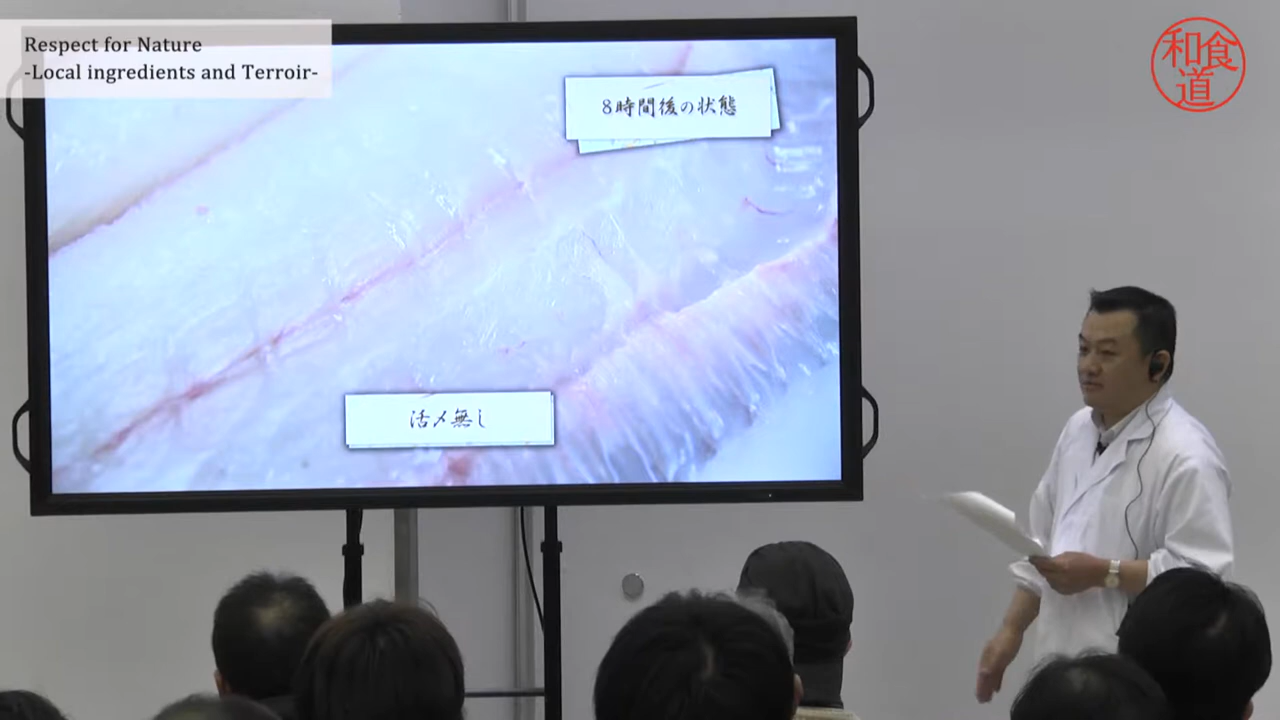 Respect for Nature
-Local ingredients and Terroir-
和食道
8時間後の状態
活〆無し